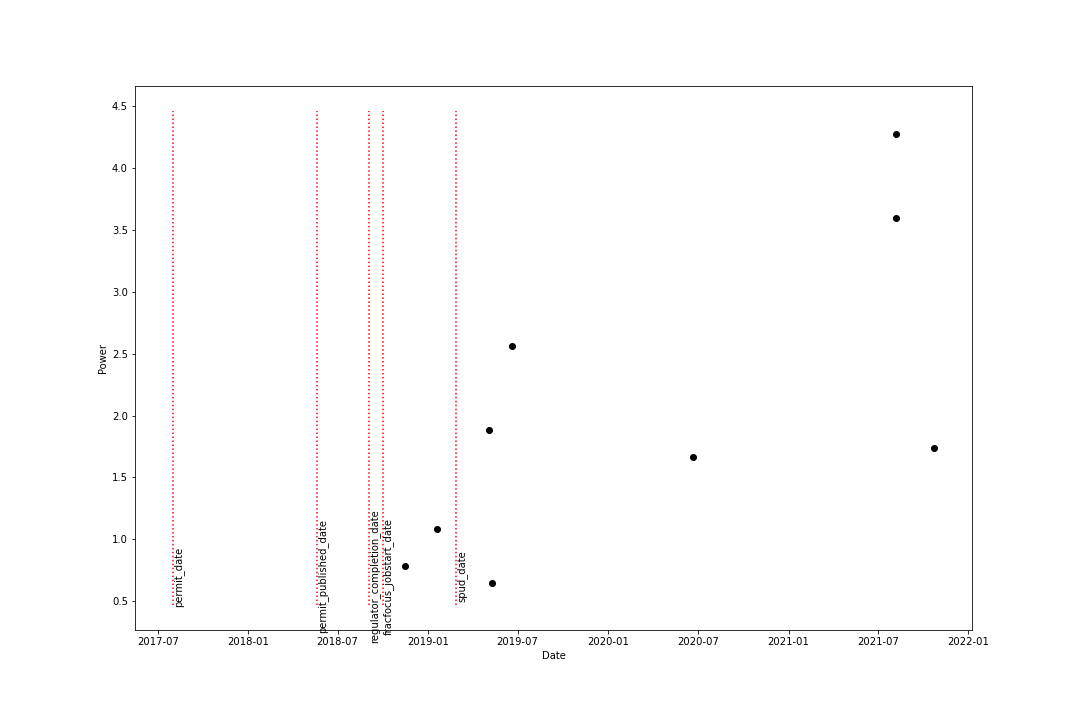 4.5
4.0
3.5
3.0
2.5
2.0
1.5
1.0
0.5
Power
permit_date
permit_published_date
regulator_completion_date
fracfocus_jobstart_date
spud_date
2017-07
2018-01
2018-07
2019-01
2019-07
2020-01
2020-07
2021-01
2021-07
2022-01
Date